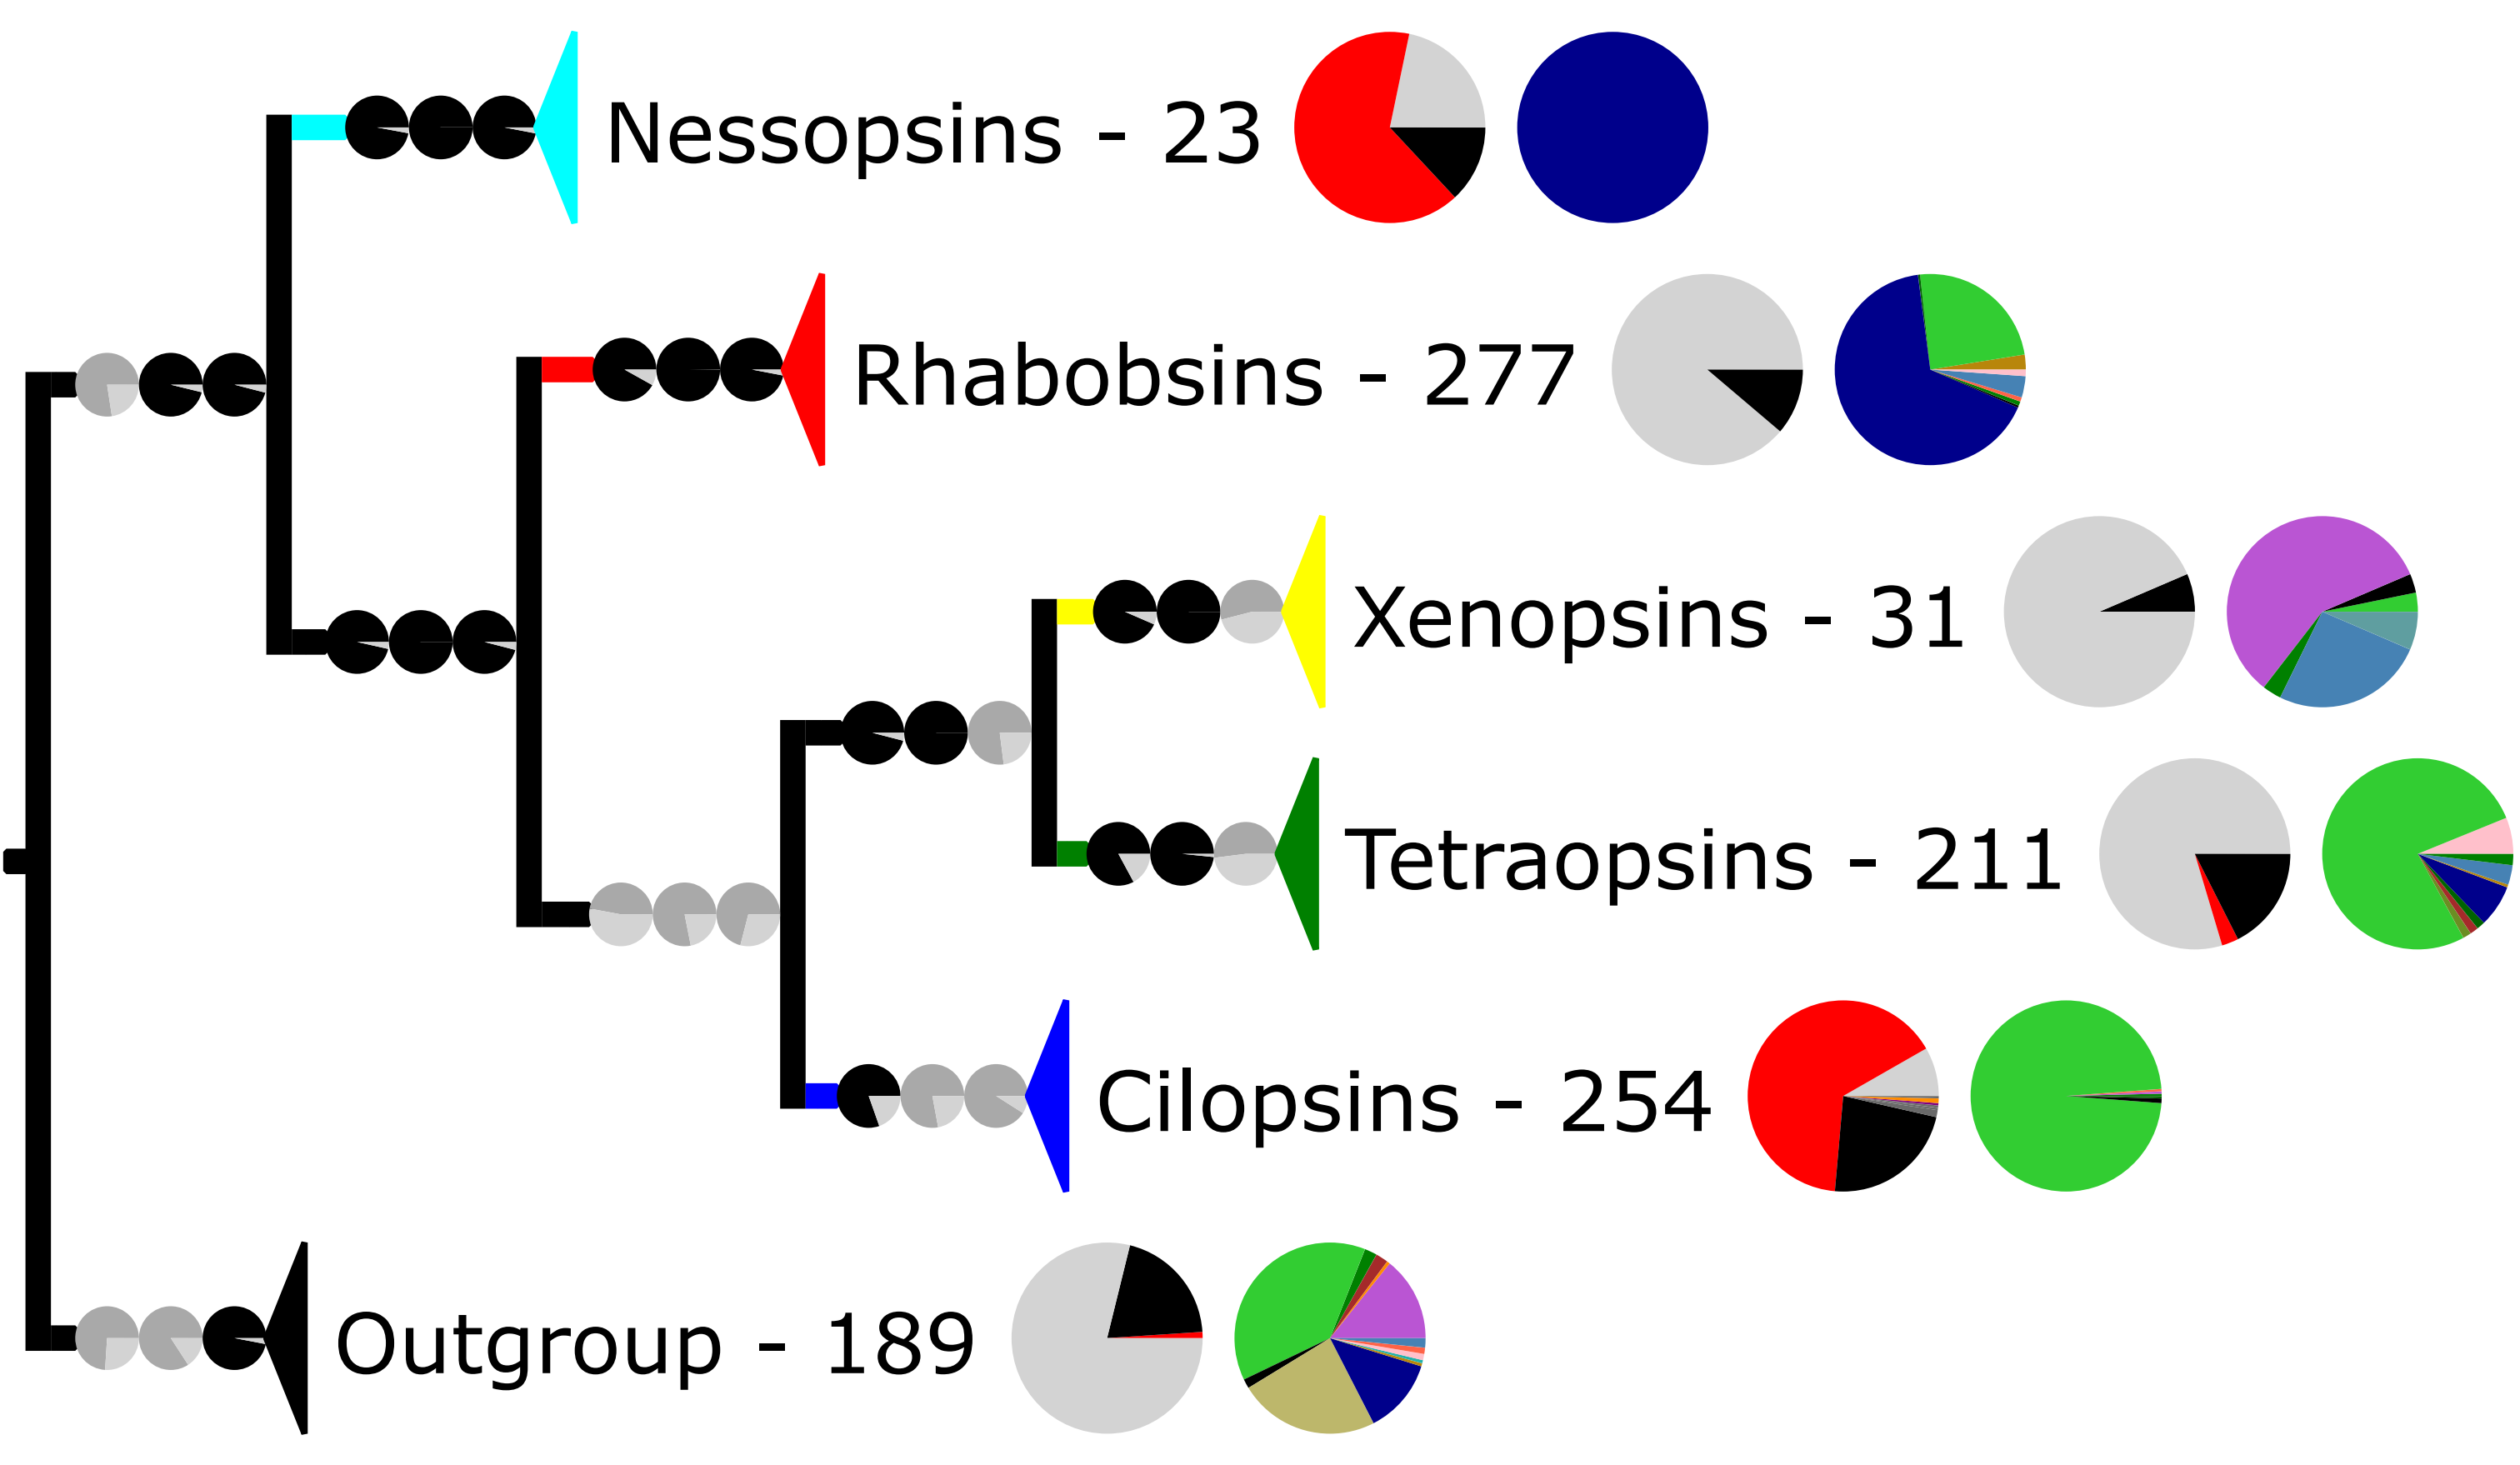 Nessopsins - 23
Rhabobsins - 277
Xenopsins - 31
Tetraopsins - 211
Cilopsins - 254
Outgroup - 189